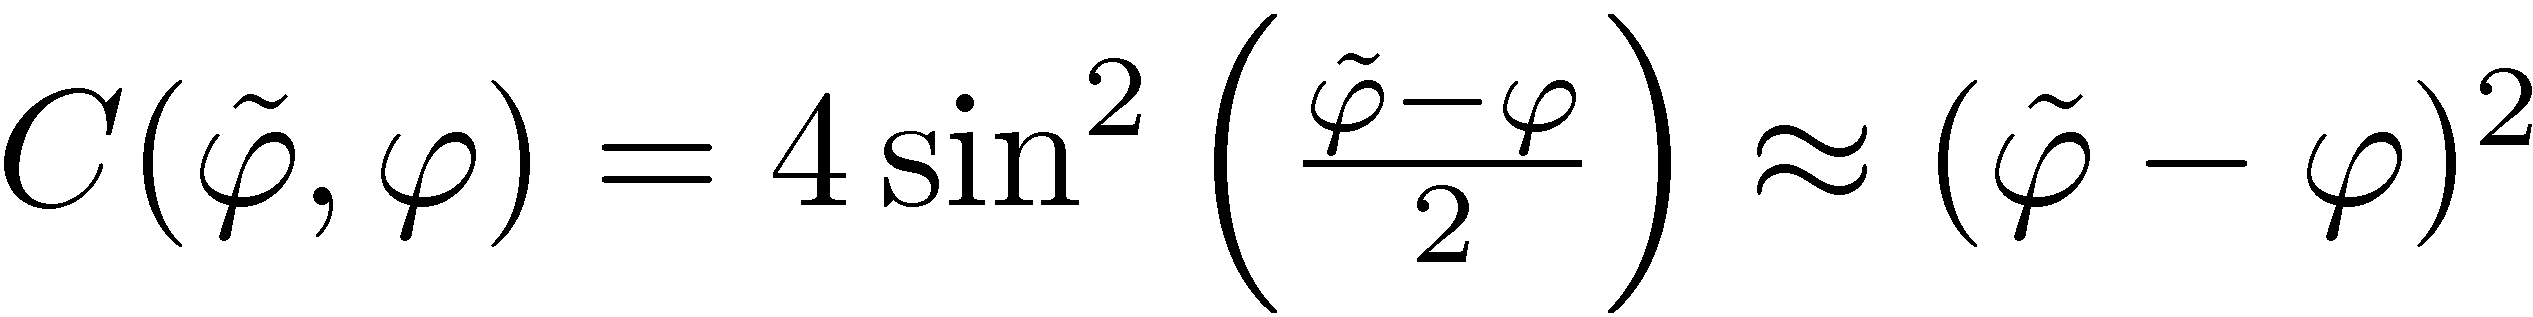 C(φ̃, φ) = 4 sin² ((φ̃−φ)/2) ≈ (φ̃ − φ)²